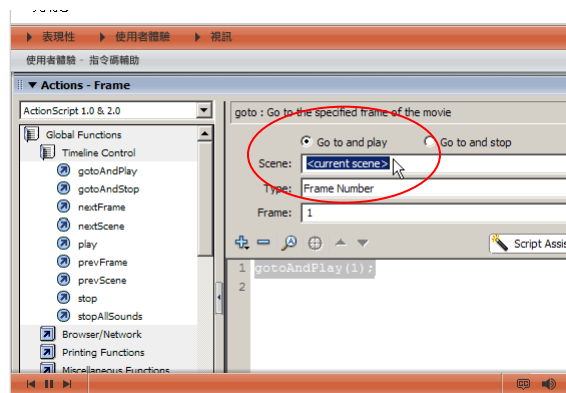 表現性 使用者體驗 視訊
使用者體驗 - 指令碼輔助
Actions - Frame
ActionScript 1.0 & 2.0
Global Functions
Timeline Control
gotoAndPlay
gotoAndStop
nextFrame
nextScene
play
prevFrame
prevScene
stop
stopAllSounds
Browser/Network
Printing Functions
Miscellaneous Functions
goto : Go to the specified frame of the movie
Go to and play Go to and stop
Scene: <current scene>
Type: Frame Number
Frame: 1
Script Assis
1 gotoAndPlay(1);
2